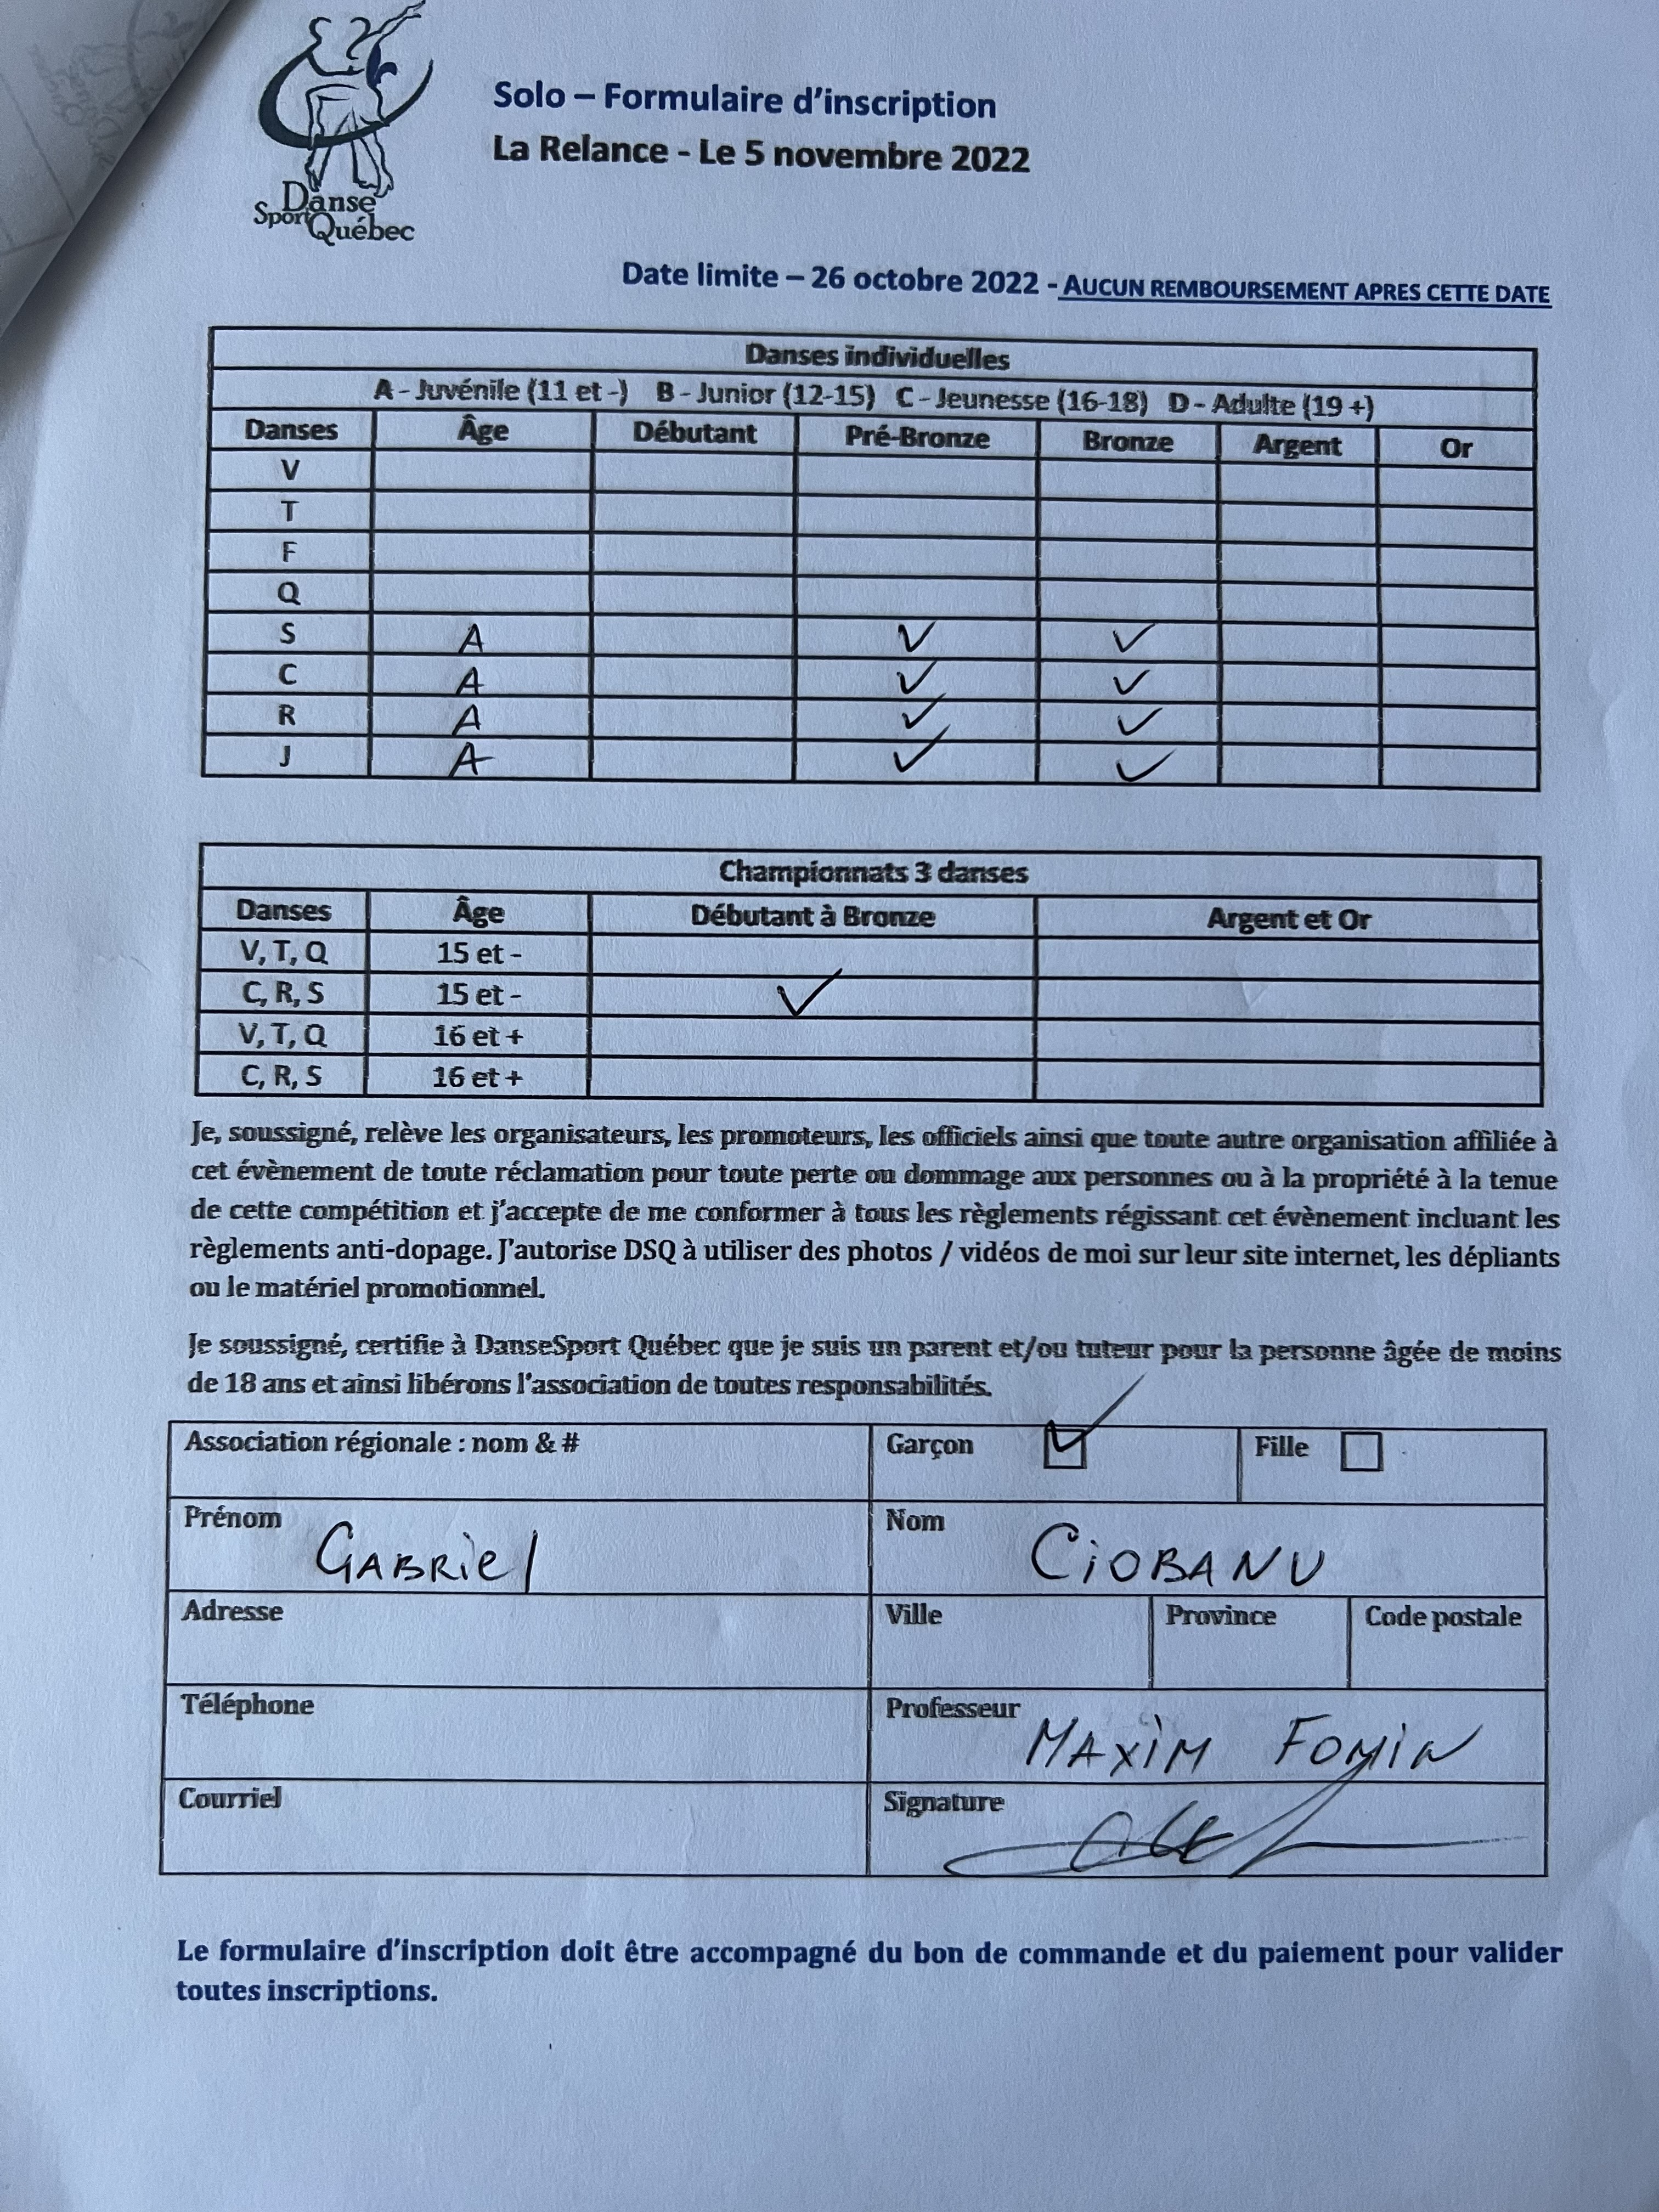 Danse
Sport Québec
Solo – Formulaire d'inscription
La Relance - Le 5 novembre 2022
Date limite – 26 octobre 2022 - AUCUN REMBOURSEMENT APRES CETTE DATE
Danses individuelles
A - Juvénile (11 et -) B - Junior (12-15) C - Jeunesse (16-18) D - Adulte (19 +)
Danses Âge Débutant Pré-Bronze Bronze Argent Or
V
T
F
Q
S A ✓ ✓
C A ✓ ✓
R A ✓ ✓
J A ✓ ✓
Championnats 3 danses
Danses Âge Débutant à Bronze Argent et Or
V, T, Q 15 et -
C, R, S 15 et - ✓
V, T, Q 16 et +
C, R, S 16 et +
Je, soussigné, relève les organisateurs, les promoteurs, les officiels ainsi que toute autre organisation affiliée à
cet évènement de toute réclamation pour toute perte ou dommage aux personnes ou à la propriété à la tenue
de cette compétition et j'accepte de me conformer à tous les règlements régissant cet évènement incluant les
règlements anti-dopage. J'autorise DSQ à utiliser des photos / vidéos de moi sur leur site internet, les dépliants
ou le matériel promotionnel.
Je soussigné, certifie à DanseSport Québec que je suis un parent et/ou tuteur pour la personne âgée de moins
de 18 ans et ainsi libérons l'association de toutes responsabilités.
Association régionale : nom & # Garçon ✓ Fille
Prénom GABRiel Nom CiOBANU
Adresse Ville Province Code postale
Téléphone Professeur MAXiM FOMiN
Courriel Signature
Le formulaire d'inscription doit être accompagné du bon de commande et du paiement pour valider
toutes inscriptions.